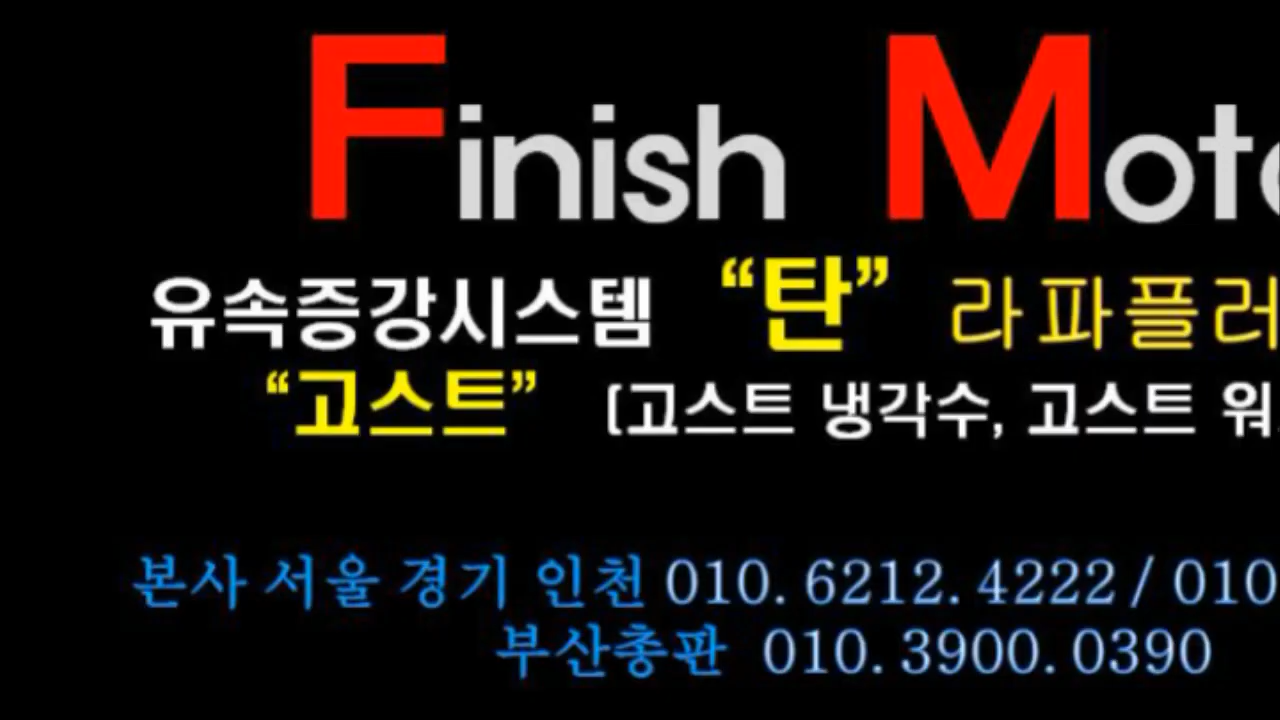 Finish Moto
유속증강시스템 “탄” 라파플러
“고스트” (고스트 냉각수, 고스트 워
본사 서울 경기 인천 010. 6212. 4222 / 010
부산총판 010. 3900. 0390